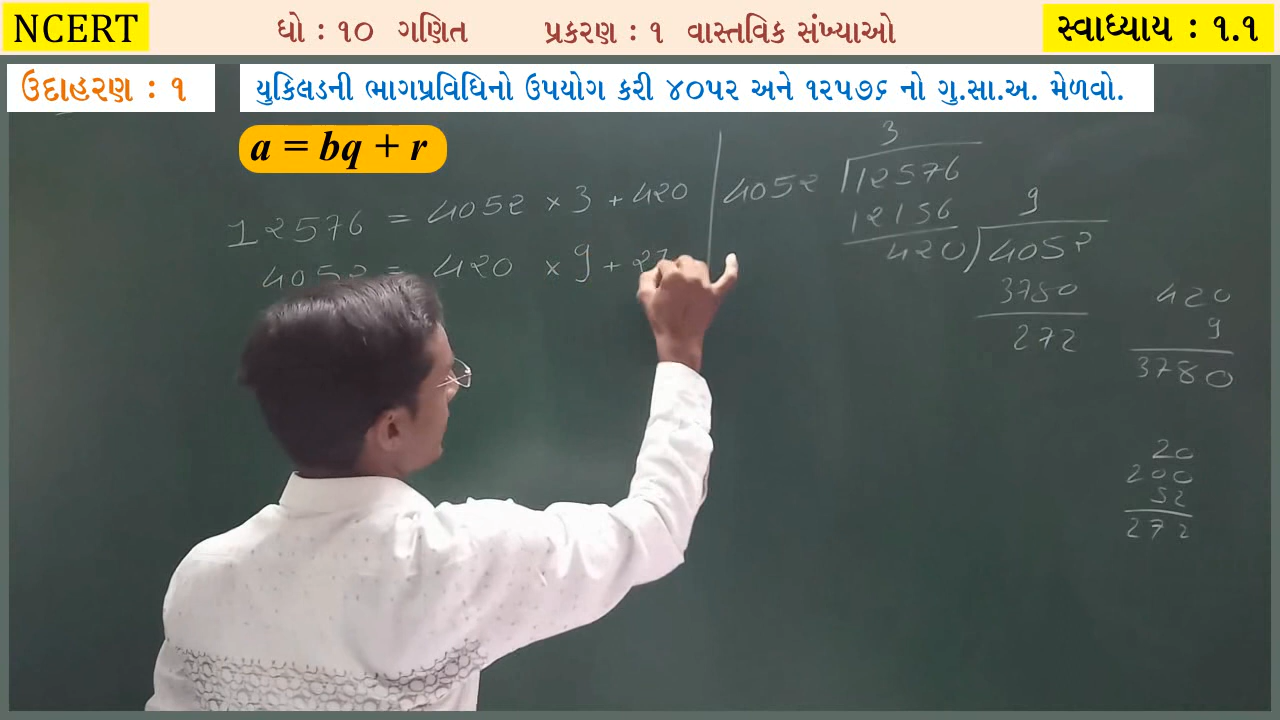 NCERT
ધો : ૧૦ ગણિત પ્રકરણ : ૧ વાસ્તવિક સંખ્યાઓ
સ્વાધ્યાય : ૧.૧
ઉદાહરણ : ૧
યુક્લિડની ભાગપ્રવિધિનો ઉપયોગ કરી ૪૦૫૨ અને ૧૨૫૭૬ નો ગુ.સા.અ. મેળવો.
a = bq + r
12576 = 4052 × 3 + 420
4052 = 420 × 9 + 27
3
4052 12576
12156
9
420) 4052
3780
272
420
9
3780
20
200
52
272